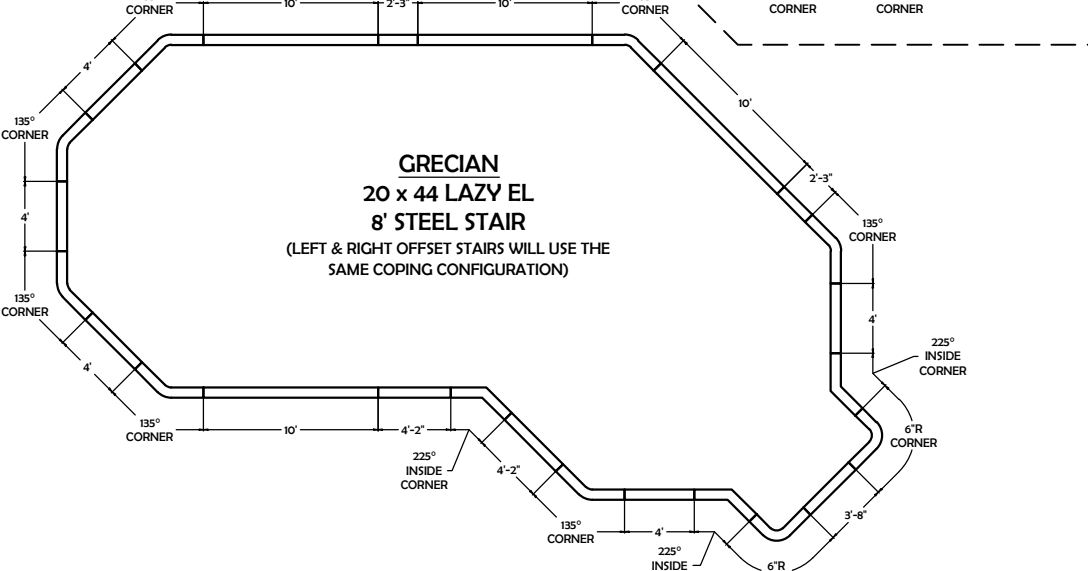 CORNER
10'
2'-3"
10'
CORNER
CORNER
CORNER
4'
10'
135°
CORNER
GRECIAN
20 x 44 LAZY EL
8' STEEL STAIR
(LEFT & RIGHT OFFSET STAIRS WILL USE THE
SAME COPING CONFIGURATION)
2'-3"
4'
135°
CORNER
135°
CORNER
4'
225°
INSIDE
CORNER
4'
135°
CORNER
10'
4'-2"
6"R
CORNER
225°
INSIDE
CORNER
4'-2"
3'-8"
135°
CORNER
4'
225°
INSIDE
6"R